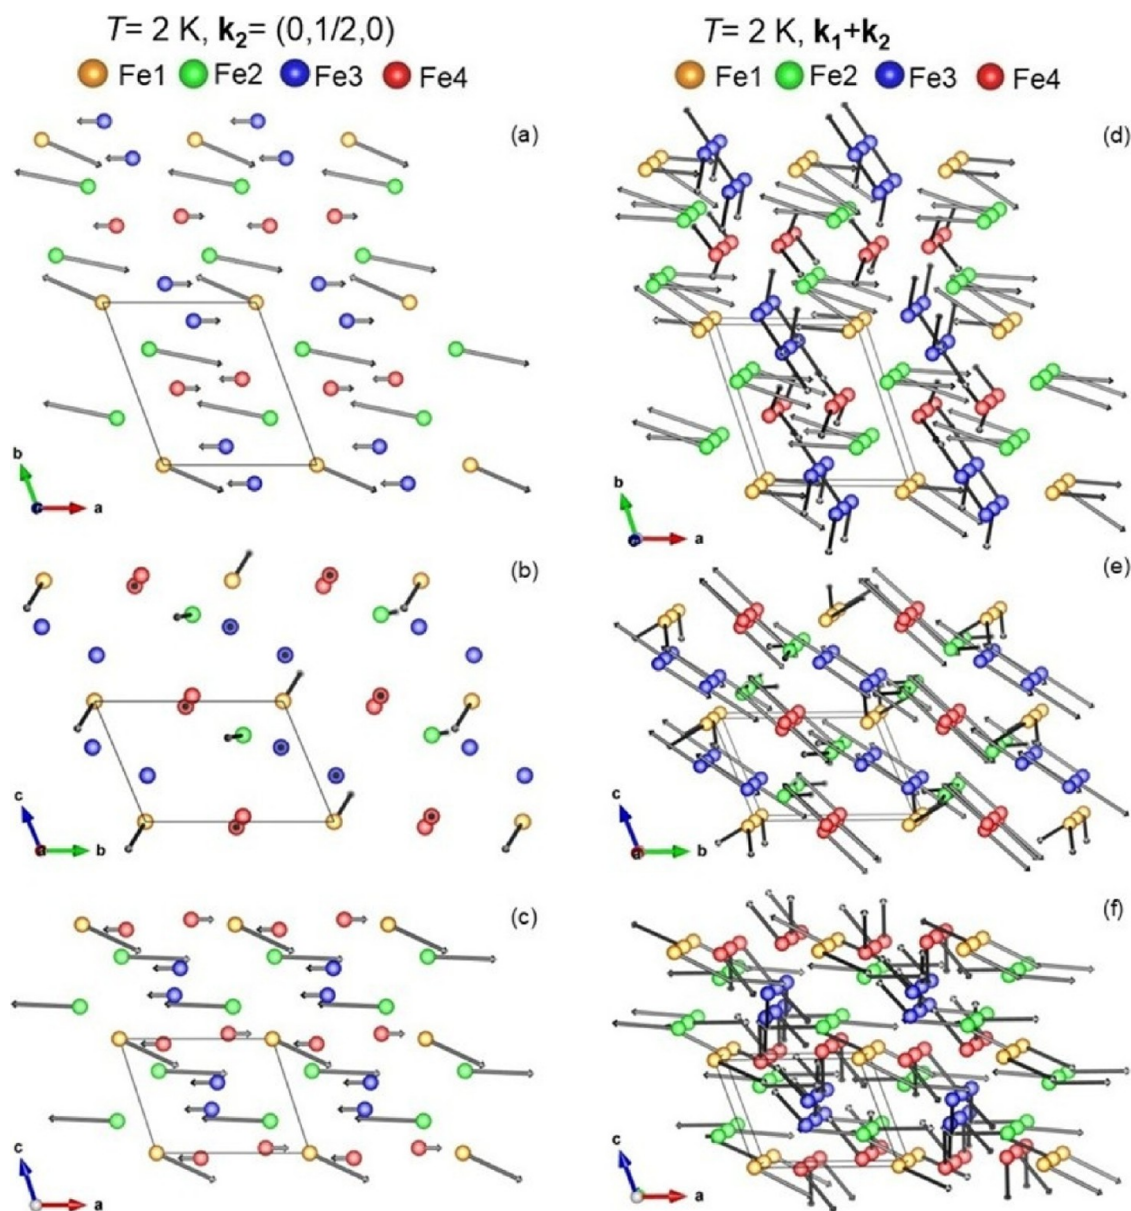 T= 2 K, k₂= (0,1/2,0)
Fe1 Fe2 Fe3 Fe4
(a)
b
c a
(b)
c
a b
(c)
c
a
T= 2 K, k₁+k₂
Fe1 Fe2 Fe3 Fe4
(d)
b
c a
(e)
c
a b
(f)
c
a